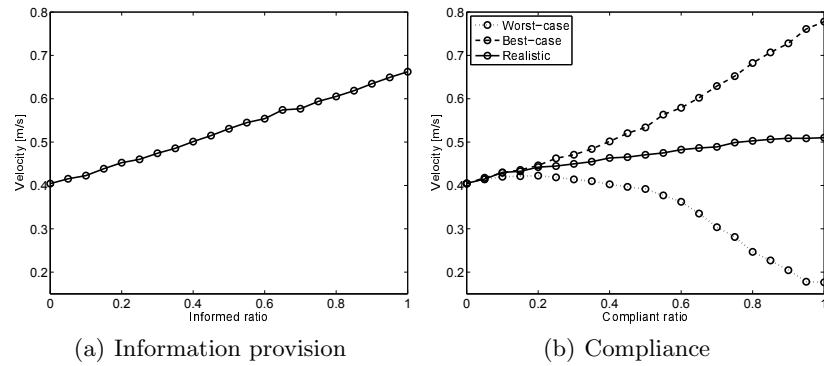 0.8
0.7
0.6
0.5
0.4
0.3
0.2
Velocity [m/s]
0 0.2 0.4 0.6 0.8 1
Informed ratio
(a) Information provision
0.8
0.7
0.6
0.5
0.4
0.3
0.2
Velocity [m/s]
Worst-case
Best-case
Realistic
0 0.2 0.4 0.6 0.8 1
Compliant ratio
(b) Compliance